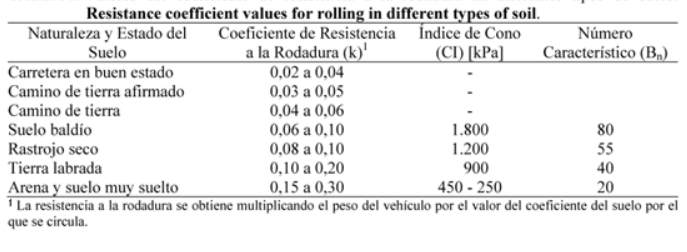 Resistance coefficient values for rolling in different types of soil.
Naturaleza y Estado del Coeficiente de Resistencia Índice de Cono Número
Suelo a la Rodadura (k)1 (CI) [kPa] Característico (Bn)
Carretera en buen estado 0,02 a 0,04 -
Camino de tierra afirmado 0,03 a 0,05 -
Camino de tierra 0,04 a 0,06 -
Suelo baldío 0,06 a 0,10 1.800 80
Rastrojo seco 0,08 a 0,10 1.200 55
Tierra labrada 0,10 a 0,20 900 40
Arena y suelo muy suelto 0,15 a 0,30 450 - 250 20
1 La resistencia a la rodadura se obtiene multiplicando el peso del vehículo por el valor del coeficiente del suelo por el
que se circula.